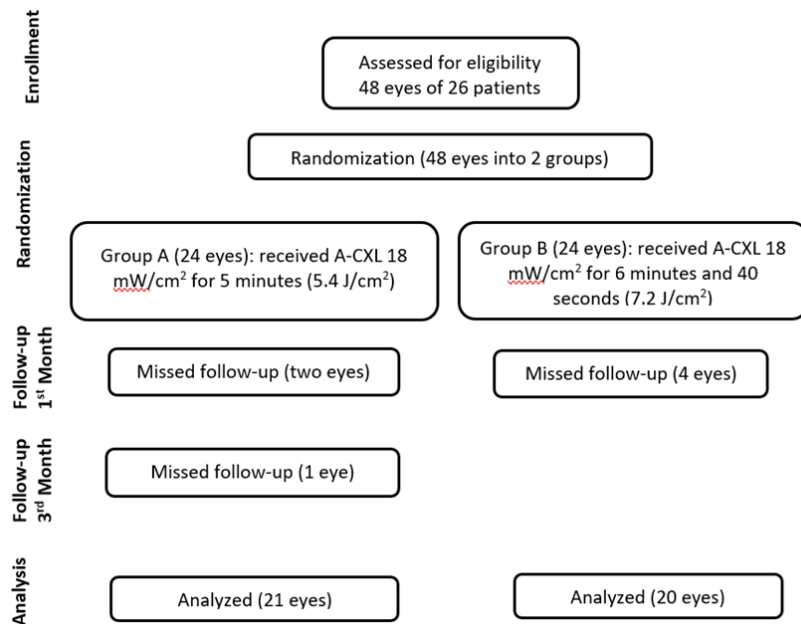 Enrollment
Assessed for eligibility
48 eyes of 26 patients
Randomization
Randomization (48 eyes into 2 groups)
Group A (24 eyes): received A-CXL 18
mW/cm² for 5 minutes (5.4 J/cm²)
Group B (24 eyes): received A-CXL 18
mW/cm² for 6 minutes and 40
seconds (7.2 J/cm²)
Follow-up
1st Month
Missed follow-up (two eyes)
Missed follow-up (4 eyes)
Follow-up
3rd Month
Missed follow-up (1 eye)
Analysis
Analyzed (21 eyes)
Analyzed (20 eyes)